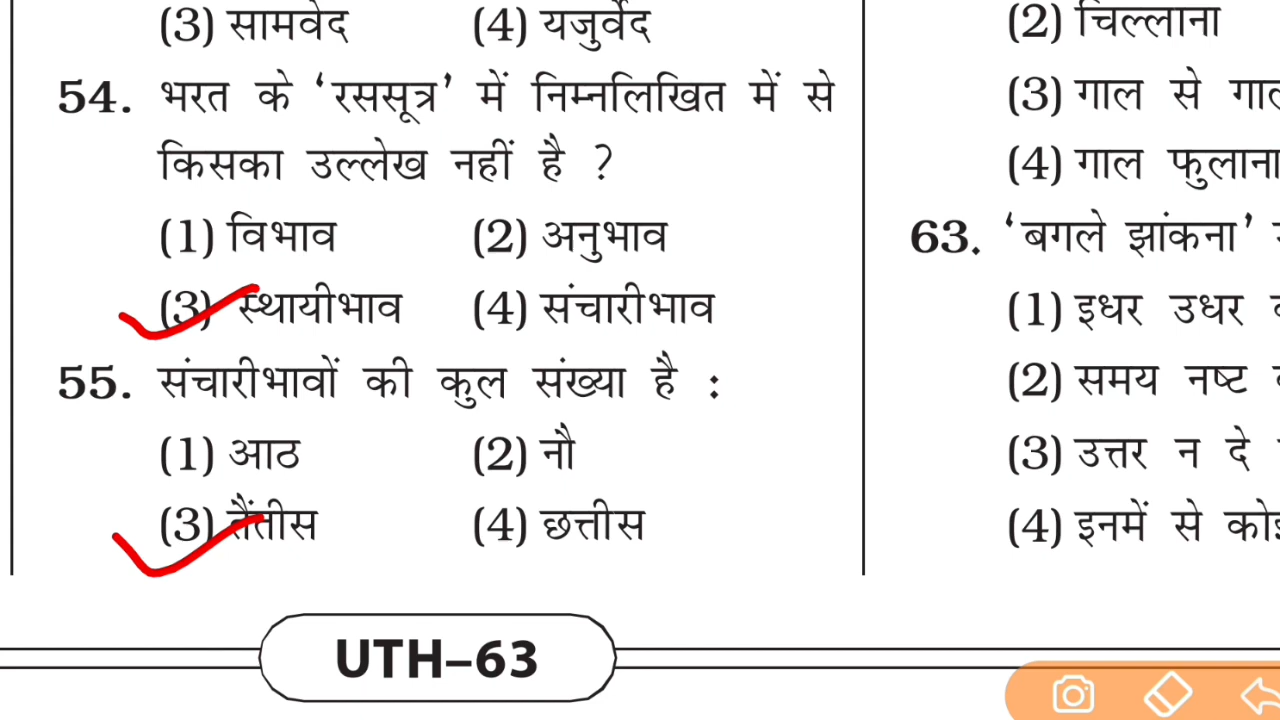 (3) सामवेद (4) यजुर्वेद
54. भरत के ‘रससूत्र’ में निम्नलिखित में से
किसका उल्लेख नहीं है ?
(1) विभाव (2) अनुभाव
(3) स्थायीभाव (4) संचारीभाव
55. संचारीभावों की कुल संख्या है :
(1) आठ (2) नौ
(3) तैंतीस (4) छत्तीस
(2) चिल्लाना
(3) गाल से
(4) गाल फुलाना
63. ‘बगले झांकना’
(1) इधर उधर
(2) समय नष्ट
(3) उत्तर न दे
(4) इनमें से
UTH–63